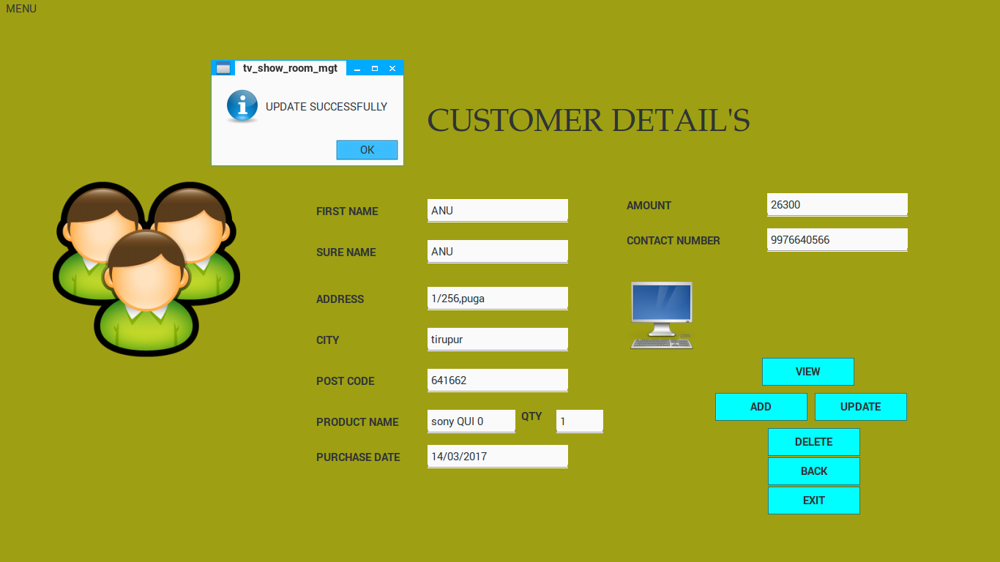 MENU
tv_show_room_mgt
UPDATE SUCCESSFULLY
OK
CUSTOMER DETAIL'S
FIRST NAME ANU
SURE NAME ANU
ADDRESS 1/256,puga
CITY tirupur
POST CODE 641662
PRODUCT NAME sony QUI 0 QTY 1
PURCHASE DATE 14/03/2017
AMOUNT 26300
CONTACT NUMBER 9976640566
VIEW
ADD UPDATE
DELETE
BACK
EXIT